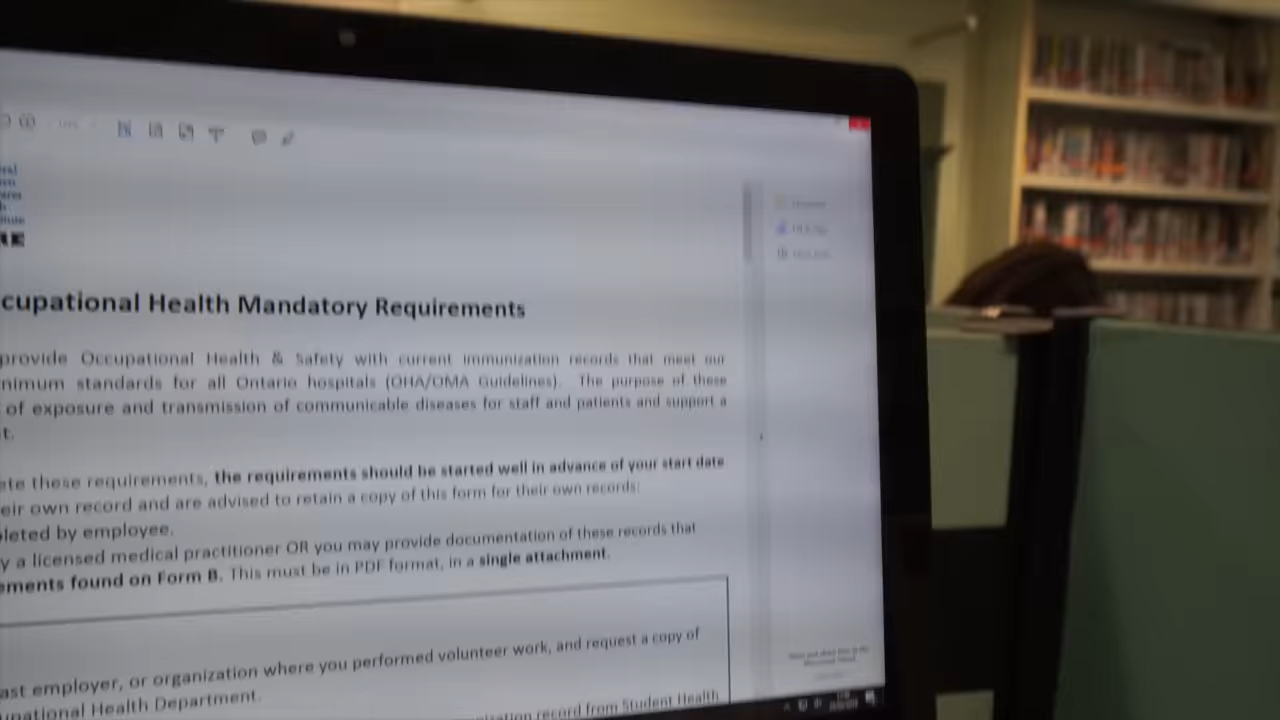 cupational Health Mandatory Requirements
provide Occupational Health & Safety with current immunization records that meet our
nimum standards for all Ontario hospitals (OHA/OMA Guidelines). The purpose of these
of exposure and transmission of communicable diseases for staff and patients and support a
t.
ete these requirements, the requirements should be started well in advance of your start date
eir own record and are advised to retain a copy of this form for their own records:
leted by employee.
y a licensed medical practitioner OR you may provide documentation of these records that
ements found on Form B. This must be in PDF format, in a single attachment.
ast employer, or organization where you performed volunteer work, and request a copy of
upational Health Department.
record from Student Health